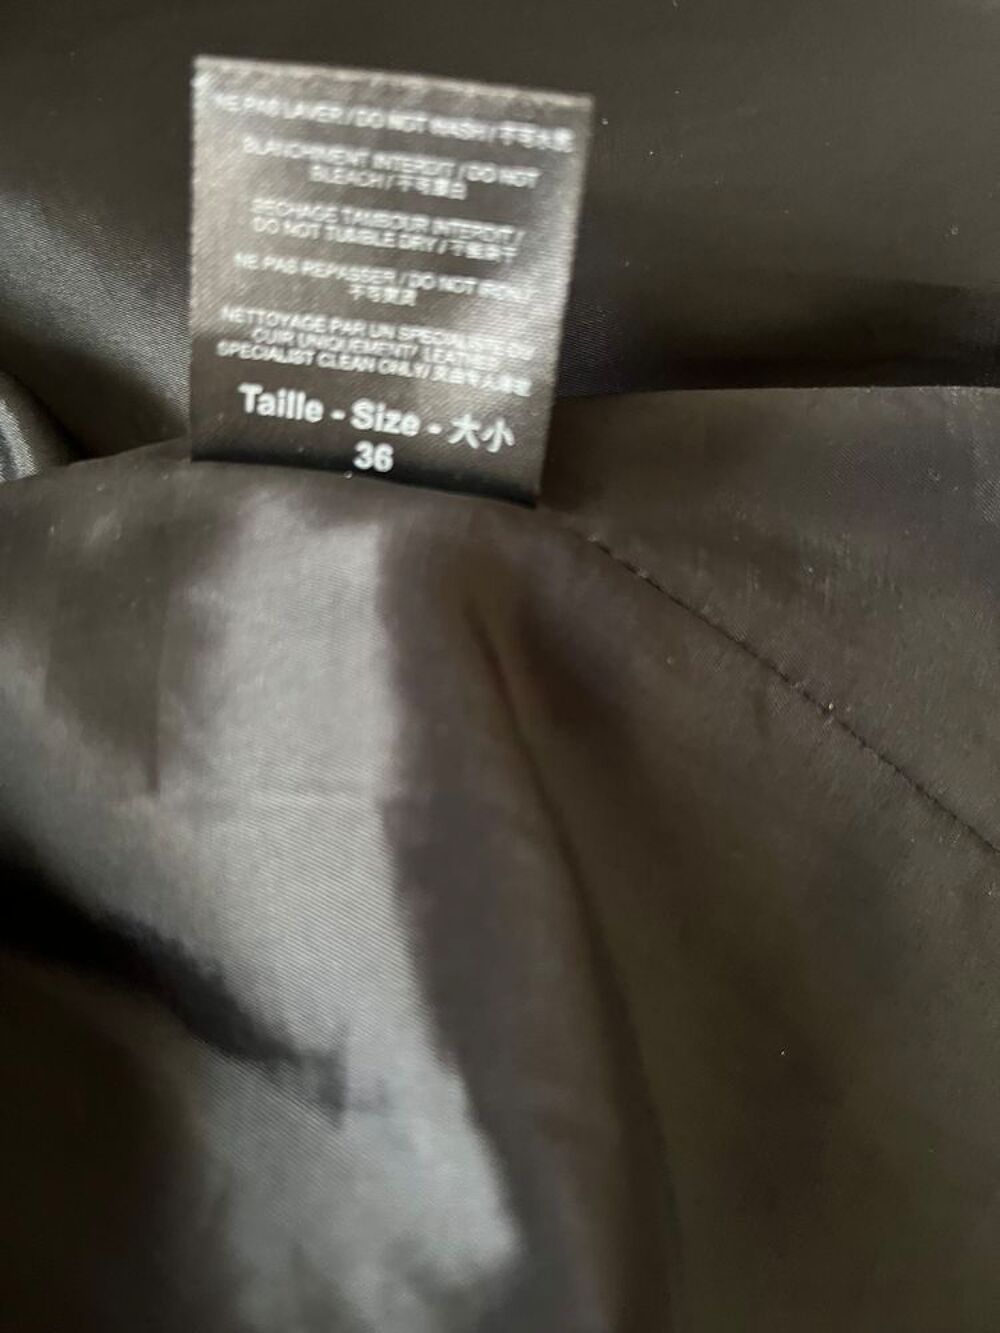 NE PAS LAVER / DO NOT WASH /
BLANCHIMENT INTERDIT / DO NOT
BLEACH /
SECHAGE TAMBOUR INTERDIT /
DO NOT TUMBLE DRY /
NE PAS REPASSER / DO NOT IRON /
NETTOYAGE PAR UN SPECIALISTE DU
CUIR UNIQUEMENT / LEATHER
SPECIALIST CLEAN ONLY /
Taille - Size - 大小
36